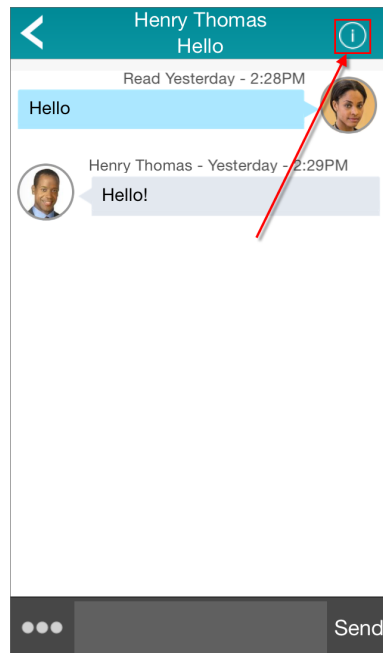 Henry Thomas
Hello
Read Yesterday - 2:28PM
Hello
Henry Thomas - Yesterday - 2:29PM
Hello!
Send